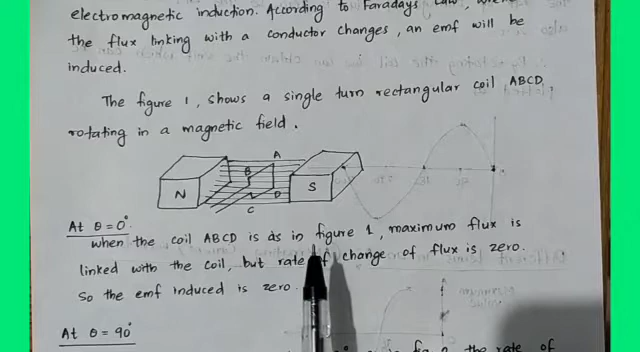 electromagnetic induction. According to Faradays Law, when
the flux linking with a conductor changes, an emf will be
induced.
The figure 1, shows a single turn rectangular coil ABCD,
rotating in a magnetic field.
A
B
N
S
D
C
At θ = 0°
when the coil ABCD is as in figure 1, maximum flux is
linked with the coil, but rate of change of flux is zero.
So the emf induced is zero.
At θ = 90°
the rate of